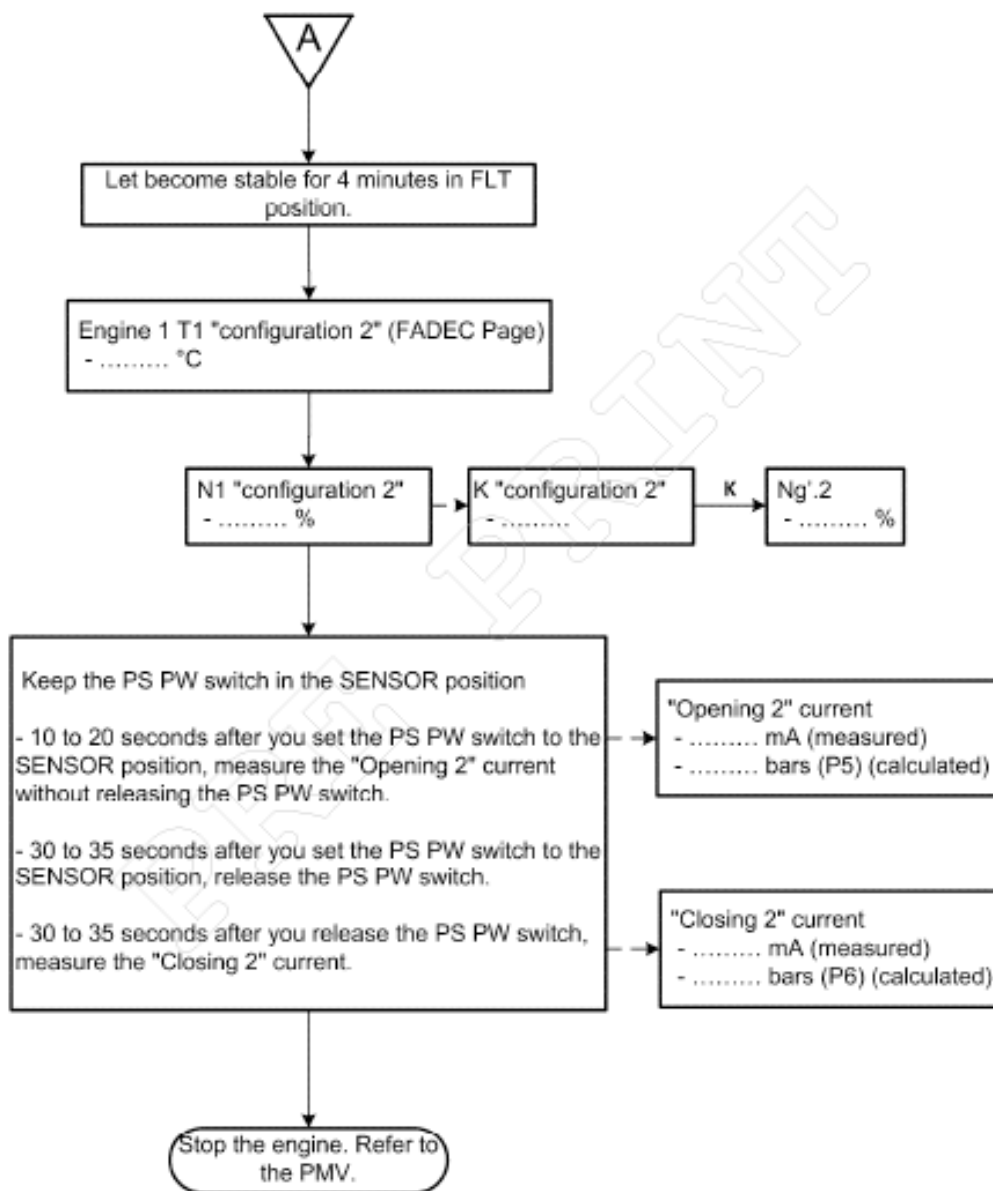 A
Let become stable for 4 minutes in FLT
position.
Engine 1 T1 "configuration 2" (FADEC Page)
- ......... °C
N1 "configuration 2"
- ......... %
K "configuration 2"
- .........
K
Ng'.2
- ......... %
Keep the PS PW switch in the SENSOR position
- 10 to 20 seconds after you set the PS PW switch to the
SENSOR position, measure the "Opening 2" current
without releasing the PS PW switch.
- 30 to 35 seconds after you set the PS PW switch to the
SENSOR position, release the PS PW switch.
- 30 to 35 seconds after you release the PS PW switch,
measure the "Closing 2" current.
"Opening 2" current
- ......... mA (measured)
- ......... bars (P5) (calculated)
"Closing 2" current
- ......... mA (measured)
- ......... bars (P6) (calculated)
Stop the engine. Refer to
the PMV.
PRE PRINT